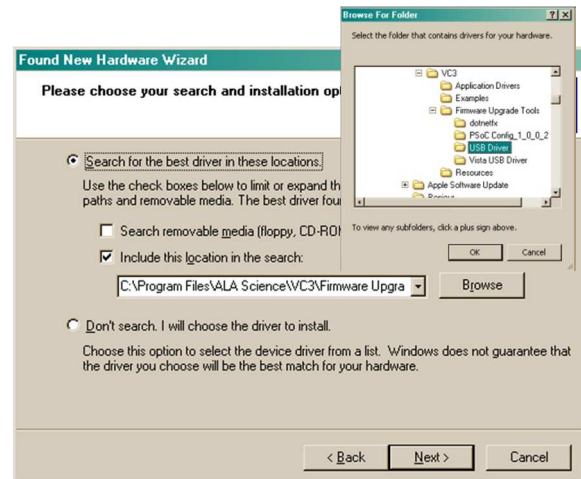 Browse For Folder
Select the folder that contains drivers for your hardware.
VC3
Application Drivers
Examples
Firmware Upgrade Tools
dotnetfx
PSoC Config_1_0_0_2
USB Driver
Vista USB Driver
Resources
Apple Software Update
To view any subfolders, click a plus sign above.
OK Cancel
Found New Hardware Wizard
Please choose your search and installation op
Search for the best driver in these locations.
Use the check boxes below to limit or expand th
paths and removable media. The best driver fou
Search removable media (floppy, CD-RO
Include this location in the search:
C:\Program Files\ALA Science\VC3\Firmware Upgra
Browse
Don't search. I will choose the driver to install.
Choose this option to select the device driver from a list. Windows does not guarantee that
the driver you choose will be the best match for your hardware.
< Back Next > Cancel